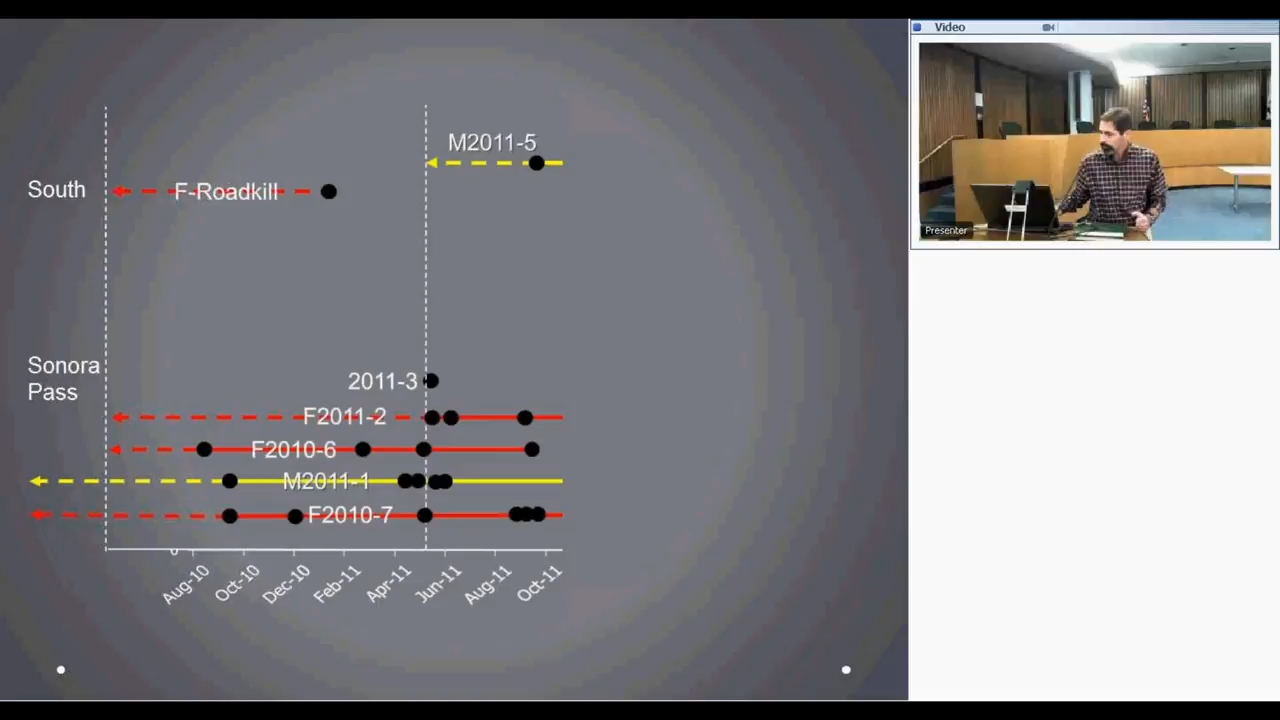 Video
Presenter
M2011-5
South
F-Roadkill
Sonora
Pass
2011-3
F2011-2
F2010-6
M2011-1
F2010-7
Aug-10
Oct-10
Dec-10
Feb-11
Apr-11
Jun-11
Aug-11
Oct-11